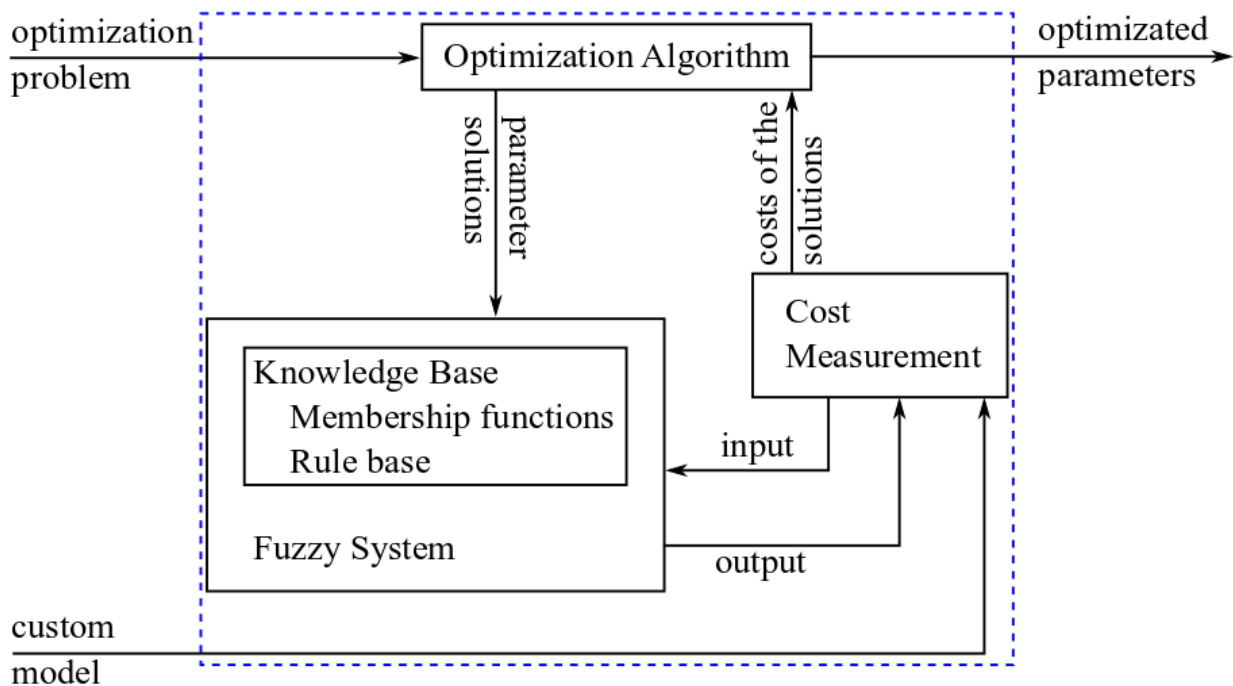 optimization
problem
Optimization Algorithm
optimizated
parameters
parameter
solutions
costs of the
solutions
Cost
Measurement
Knowledge Base
Membership functions
Rule base
input
Fuzzy System
output
custom
model